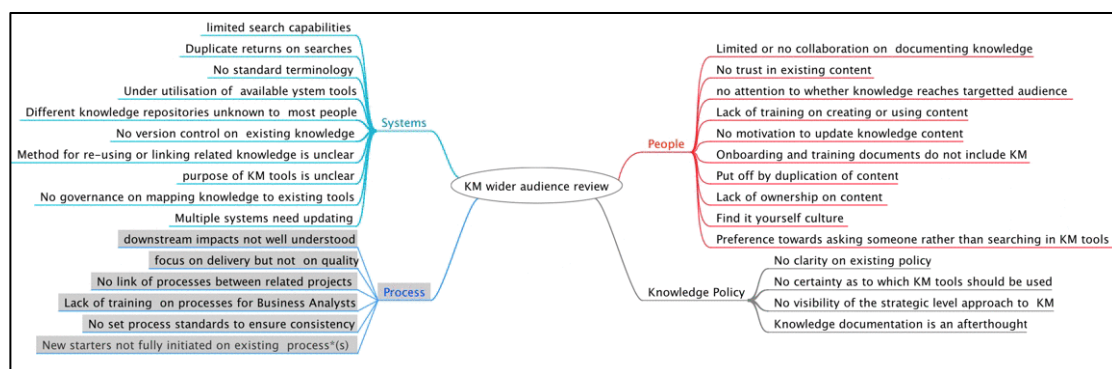 limited search capabilities
Duplicate returns on searches
No standard terminology
Under utilisation of available ystem tools
Different knowledge repositories unknown to most people
No version control on existing knowledge
Method for re-using or linking related knowledge is unclear
purpose of KM tools is unclear
No governance on mapping knowledge to existing tools
Multiple systems need updating
Systems
downstream impacts not well understood
focus on delivery but not on quality
No link of processes between related projects
Lack of training on processes for Business Analysts
No set process standards to ensure consistency
New starters not fully initiated on existing process*(s)
Process
KM wider audience review
People
Limited or no collaboration on documenting knowledge
No trust in existing content
no attention to whether knowledge reaches targetted audience
Lack of training on creating or using content
No motivation to update knowledge content
Onboarding and training documents do not include KM
Put off by duplication of content
Lack of ownership on content
Find it yourself culture
Preference towards asking someone rather than searching in KM tools
Knowledge Policy
No clarity on existing policy
No certainty as to which KM tools should be used
No visibility of the strategic level approach to KM
Knowledge documentation is an afterthought